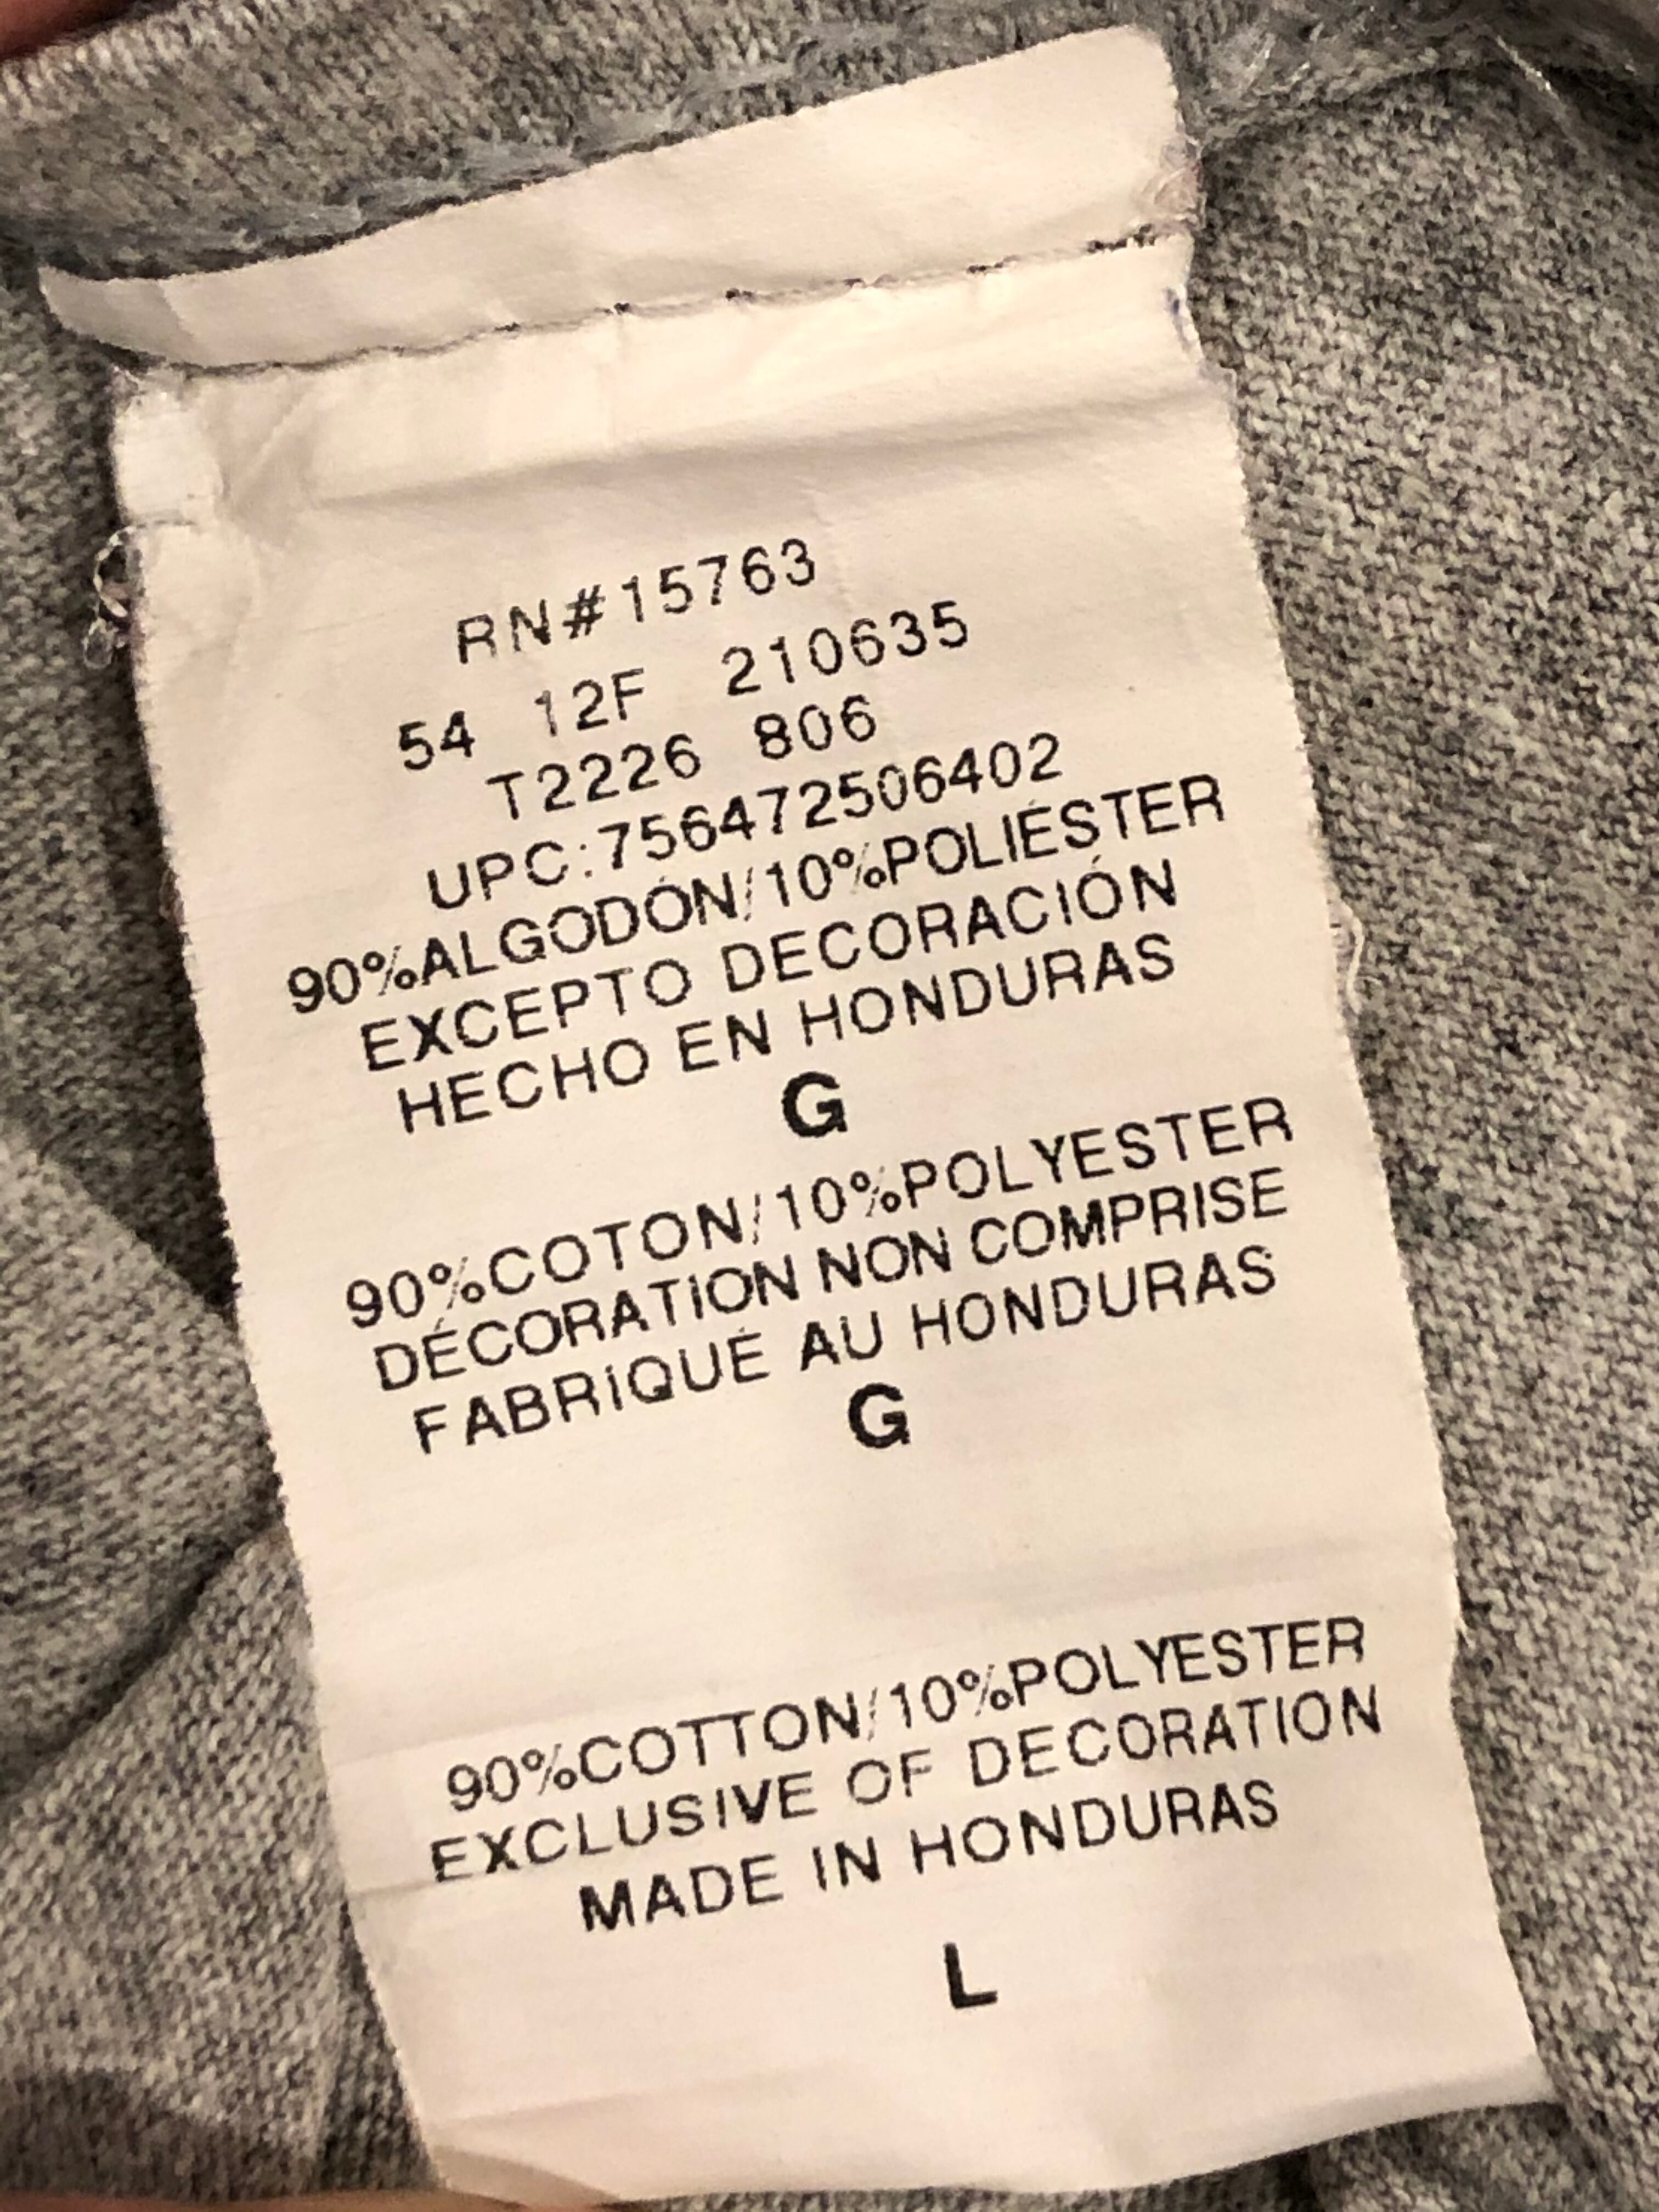 RN#15763
54 12F 210635
T2226 806
UPC:756472506402
90%ALGODÓN/10%POLIÉSTER
EXCEPTO DECORACIÓN
HECHO EN HONDURAS
G
90%COTON/10%POLYESTER
DÉCORATION NON COMPRISE
FABRIQUÉ AU HONDURAS
G
90%COTTON/10%POLYESTER
EXCLUSIVE OF DECORATION
MADE IN HONDURAS
L